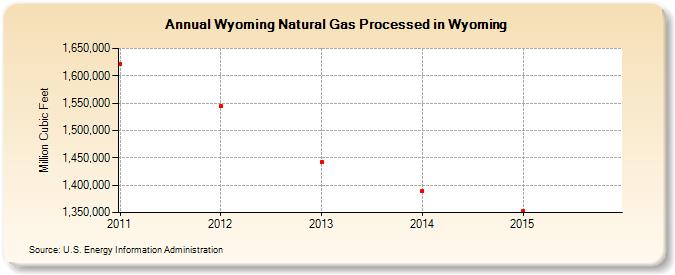 Annual Wyoming Natural Gas Processed in Wyoming
Million Cubic Feet
1,650,000
1,600,000
1,550,000
1,500,000
1,450,000
1,400,000
1,350,000
2011 2012 2013 2014 2015
Source: U.S. Energy Information Administration